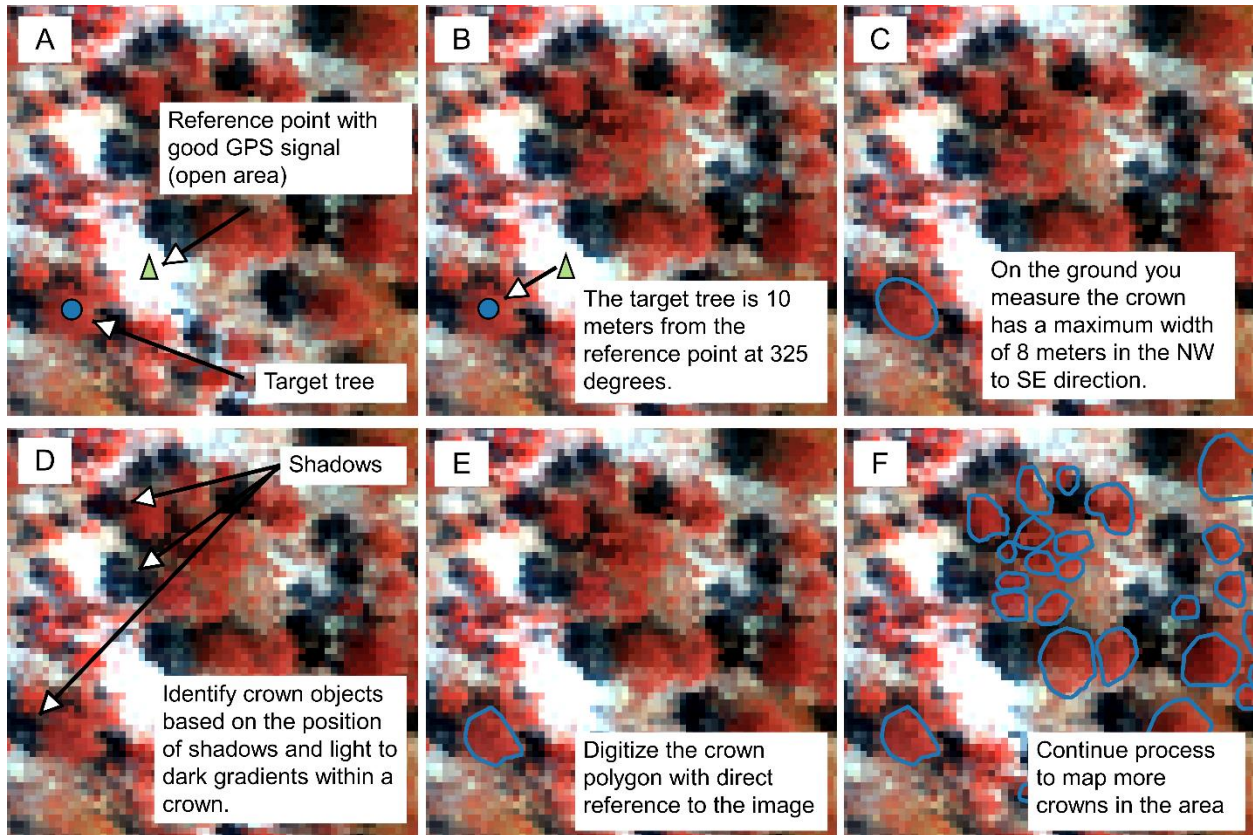 A
Reference point with
good GPS signal
(open area)
Target tree
B
The target tree is 10
meters from the
reference point at 325
degrees.
C
On the ground you
measure the crown
has a maximum width
of 8 meters in the NW
to SE direction.
D
Shadows
Identify crown objects
based on the position
of shadows and light to
dark gradients within a
crown.
E
Digitize the crown
polygon with direct
reference to the image
F
Continue process
to map more
crowns in the area